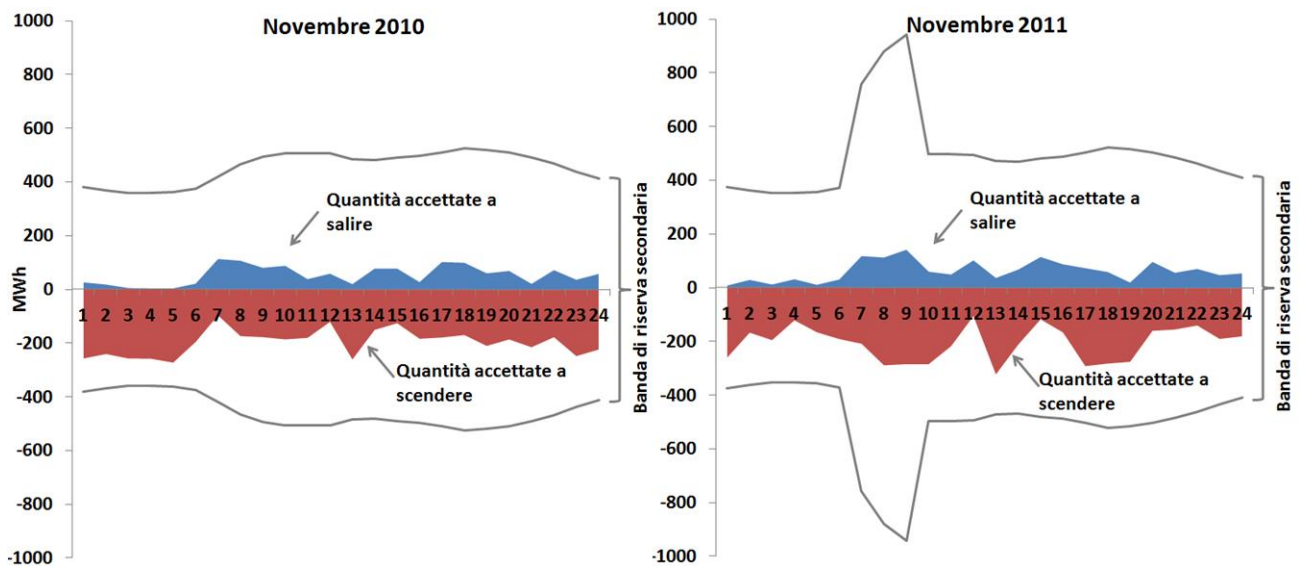 Novembre 2010
1000
800
600
400
200
0
-200
-400
-600
-800
-1000
MWh
Quantità accettate a
salire
1 2 3 4 5 6 7 8 9 10 11 12 13 14 15 16 17 18 19 20 21 22 23 24
Quantità accettate a
scendere
Banda di riserva secondaria
Novembre 2011
1000
800
600
400
200
0
-200
-400
-600
-800
-1000
Quantità accettate a
salire
1 2 3 4 5 6 7 8 9 10 11 12 13 14 15 16 17 18 19 20 21 22 23 24
Quantità accettate a
scendere
Banda di riserva secondaria